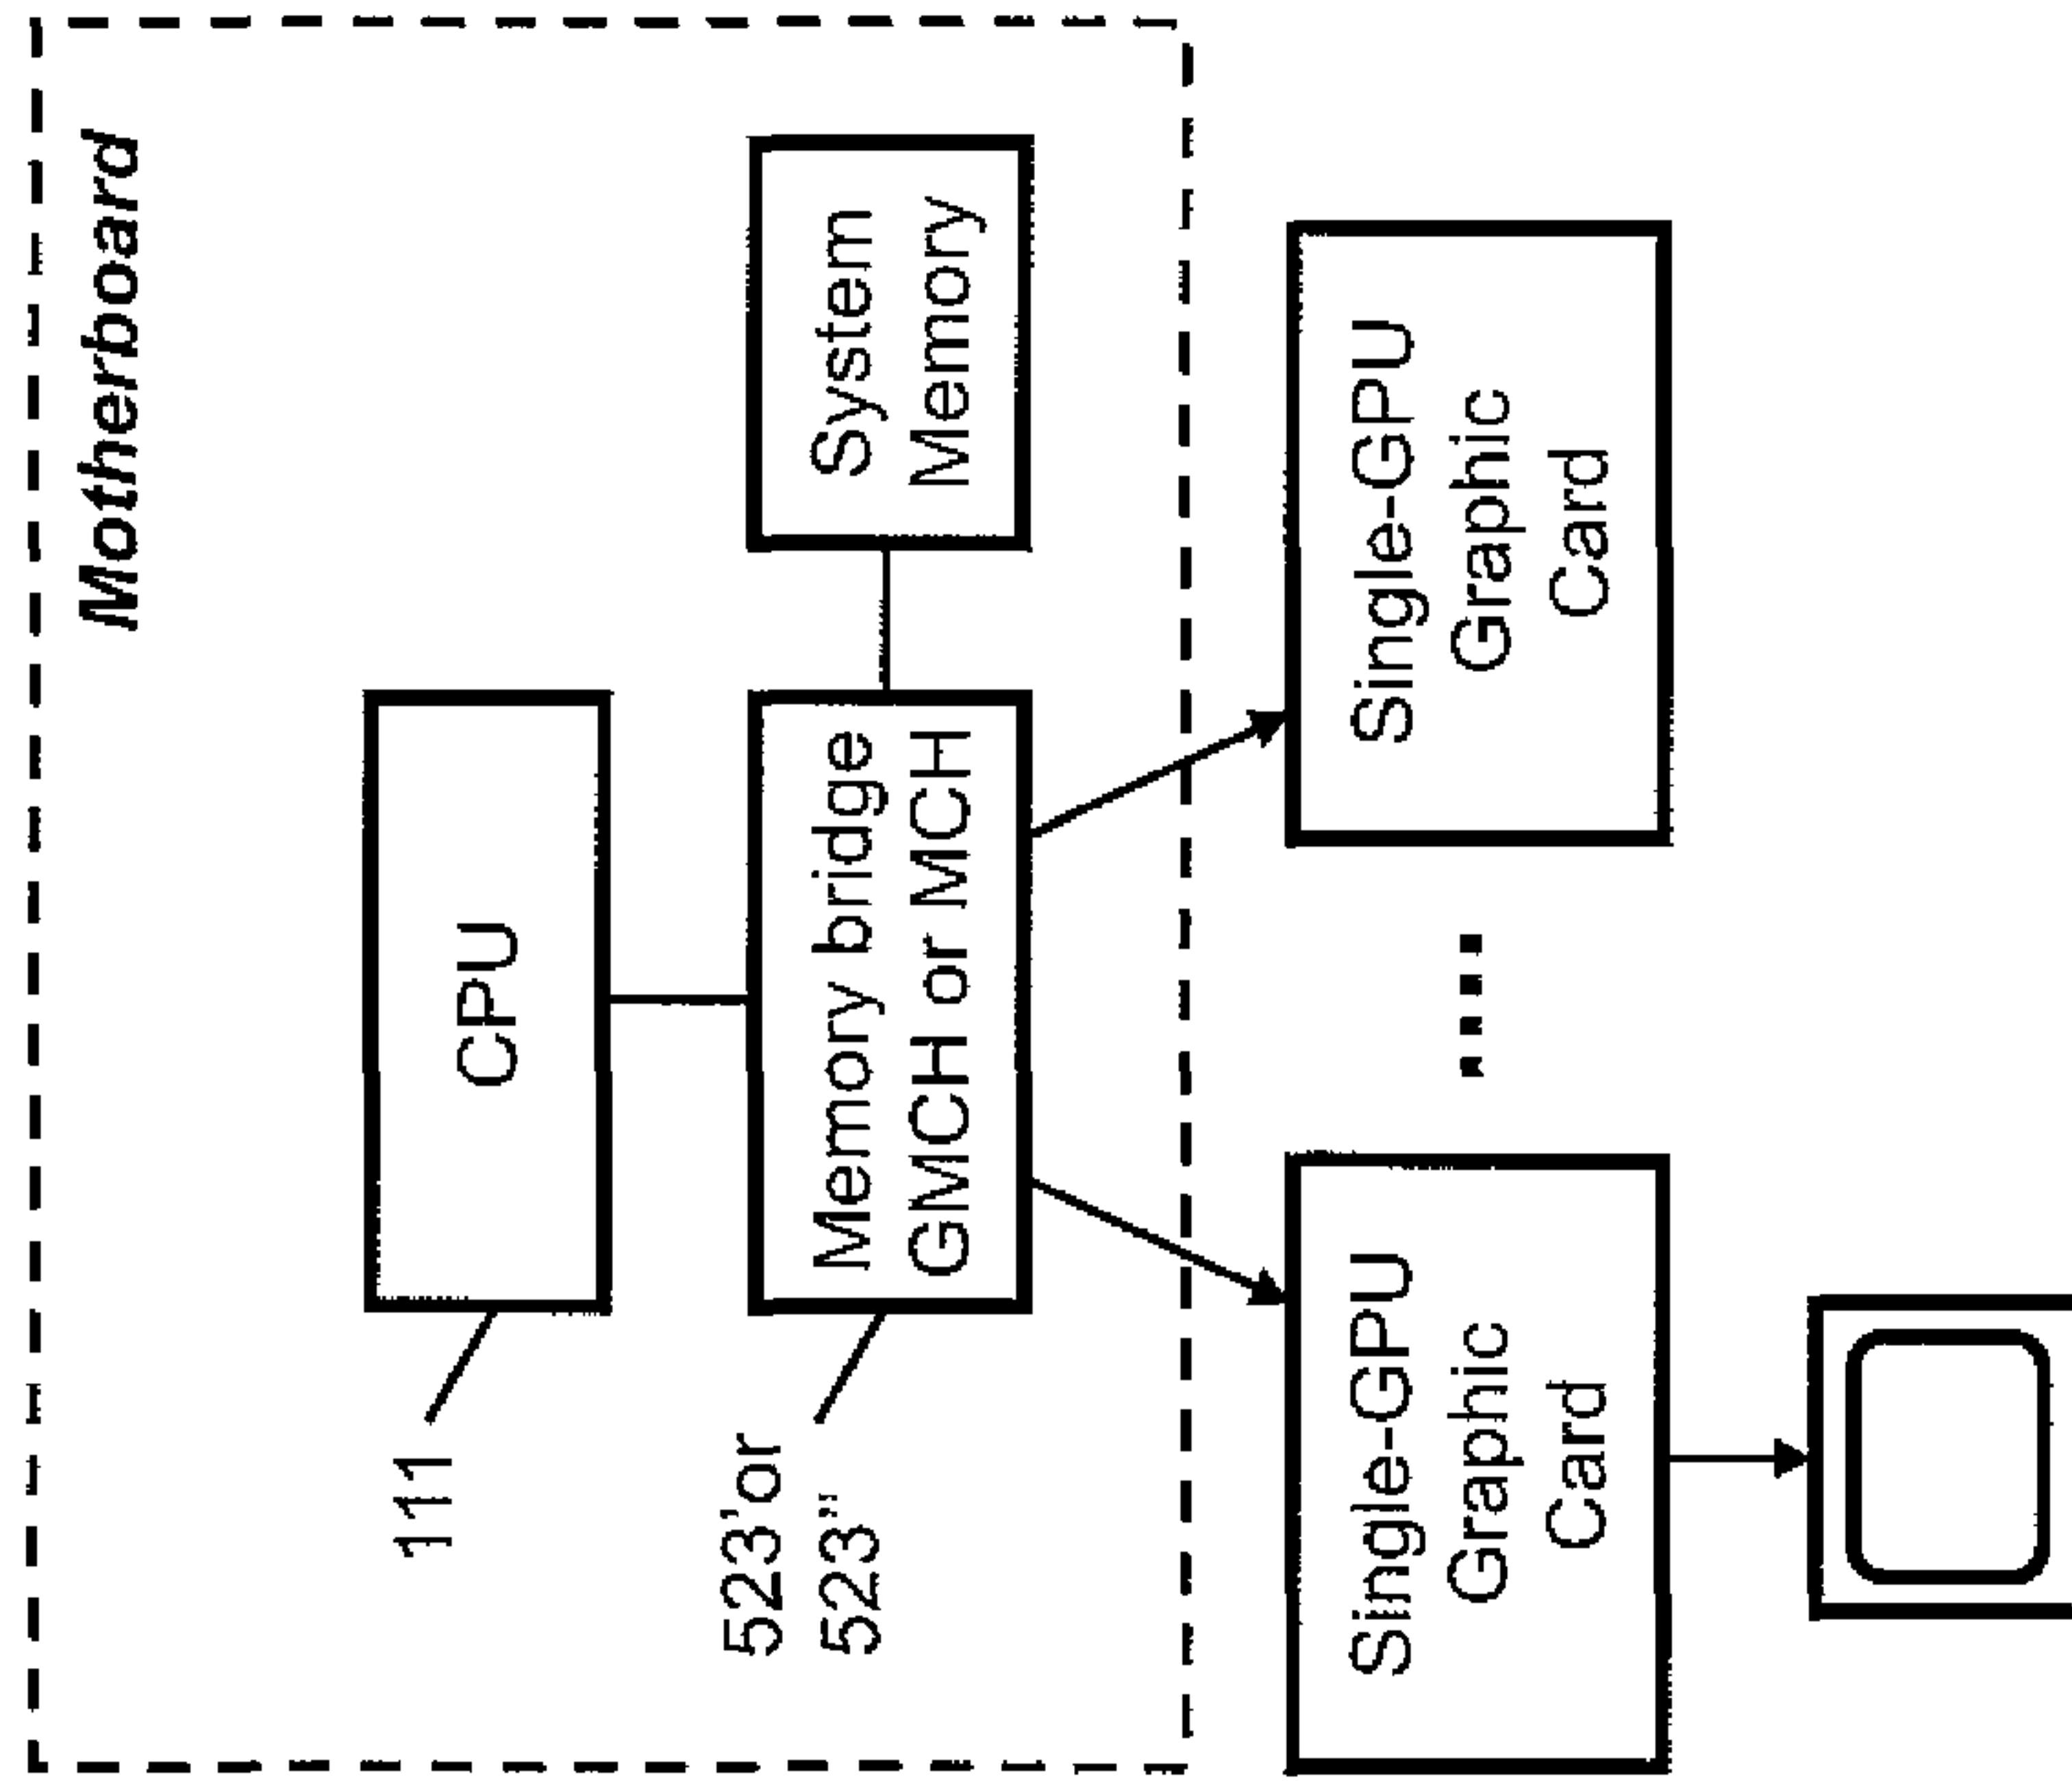 Motherboard
111
CPU
523'or
523"
Memory bridge
GMCH or MCH
System
Memory
Single-GPU
Graphic
Card
Single-GPU
Graphic
Card